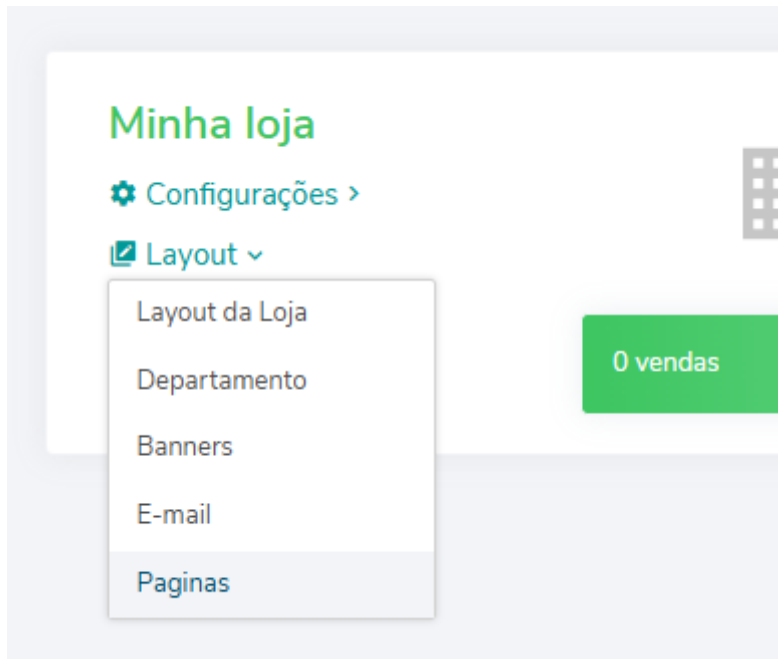 Minha loja
Configurações >
Layout
Layout da Loja
Departamento
Banners
E-mail
Paginas
0 vendas